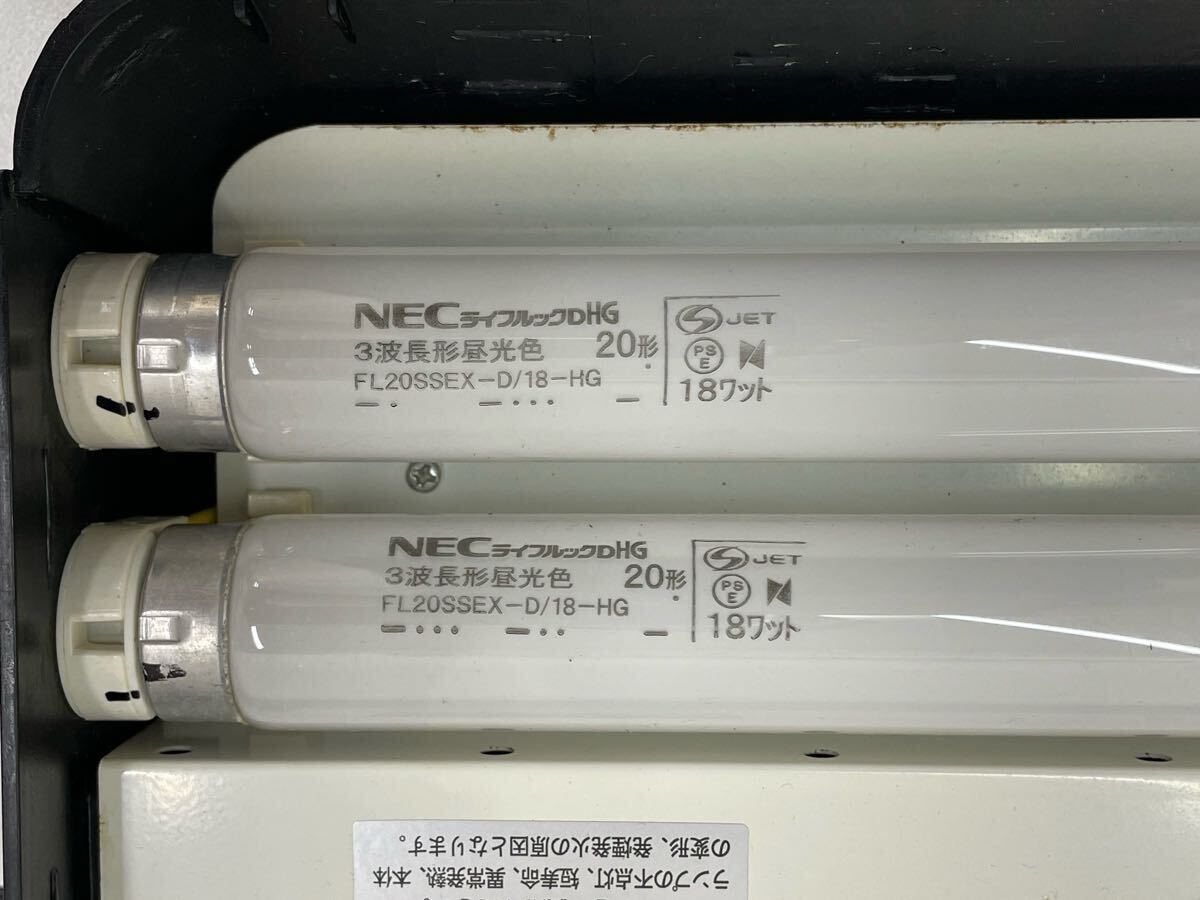 NECライフルックDHG
3波長形昼光色 20形
FL20SSEX-D/18-HG
JET
PS
E
18ワット
NECライフルックDHG
3波長形昼光色 20形
FL20SSEX-D/18-HG
JET
PS
E
18ワット
ランプの不点灯、短寿命、異常発熱、本体
の変形、発煙発火の原因となります。